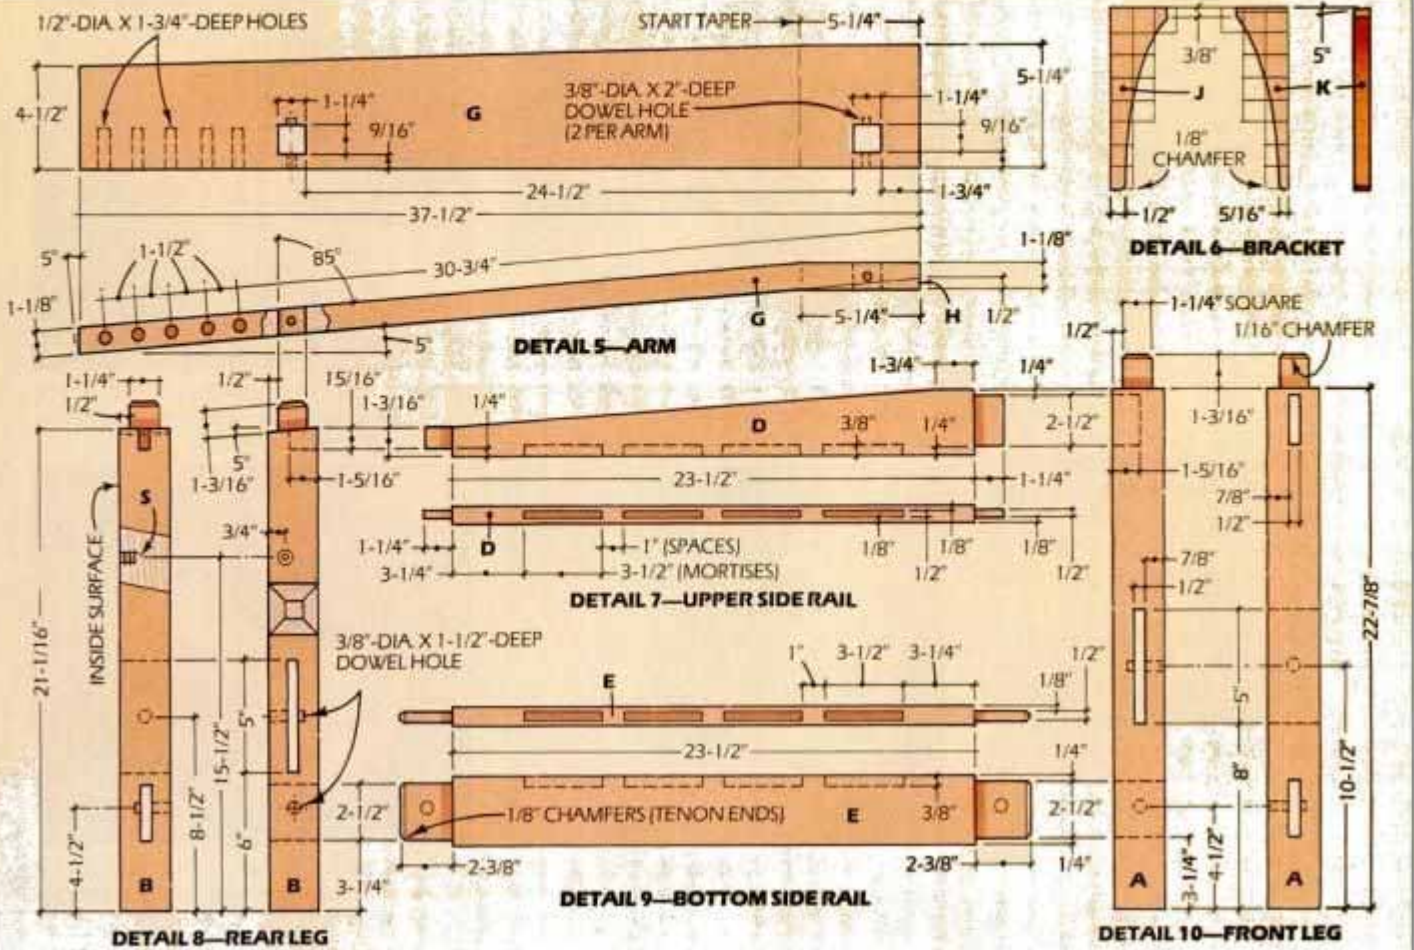 1/2"-DIA. X 1-3/4"-DEEP HOLES
START TAPER
5-1/4"
4-1/2"
1-1/4"
9/16"
G
3/8"-DIA. X 2"-DEEP
DOWEL HOLE
(2 PER ARM)
1-1/4"
9/16"
5-1/4"
24-1/2"
1-3/4"
37-1/2"
3/8"
5"
J
K
1/8"
CHAMFER
1/2"
5/16"
DETAIL 6—BRACKET
5°
1-1/2"
85°
30-3/4"
1-1/8"
1-1/8"
G
5-1/4"
H
1/2"
5°
DETAIL 5—ARM
1-1/4"
1/2"
1/2"
15/16"
1-3/16"
5°
1-3/16"
1-5/16"
S
3/4"
INSIDE SURFACE
21-1/16"
3/8"-DIA. X 1-1/2"-DEEP
DOWEL HOLE
5"
15-1/2"
8-1/2"
6"
4-1/2"
2-1/2"
3-1/4"
B
B
DETAIL 8—REAR LEG
1/4"
1-3/4"
1/4"
D
3/8"
1/4"
2-1/2"
23-1/2"
1-1/4"
1-1/4"
D
1" (SPACES)
3-1/4"
3-1/2" (MORTISES)
1/8"
1/2"
1/8"
1/8"
1/2"
DETAIL 7—UPPER SIDE RAIL
E
1"
3-1/2"
3-1/4"
1/2"
1/8"
23-1/2"
1/4"
1/8" CHAMFERS (TENON ENDS)
E
3/8"
2-1/2"
2-3/8"
2-3/8"
1/4"
DETAIL 9—BOTTOM SIDE RAIL
1-1/4" SQUARE
1/2"
1/16" CHAMFER
1-3/16"
1-5/16"
7/8"
1/2"
7/8"
1/2"
22-7/8"
5"
8"
10-1/2"
3-1/4"
4-1/2"
A
A
DETAIL 10—FRONT LEG